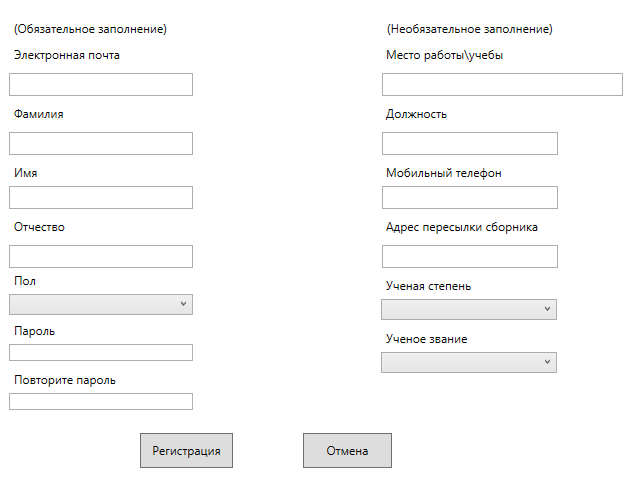 (Обязательное заполнение)
Электронная почта
Фамилия
Имя
Отчество
Пол
Пароль
Повторите пароль
(Необязательное заполнение)
Место работы\учебы
Должность
Мобильный телефон
Адрес пересылки сборника
Ученая степень
Ученое звание
Регистрация
Отмена